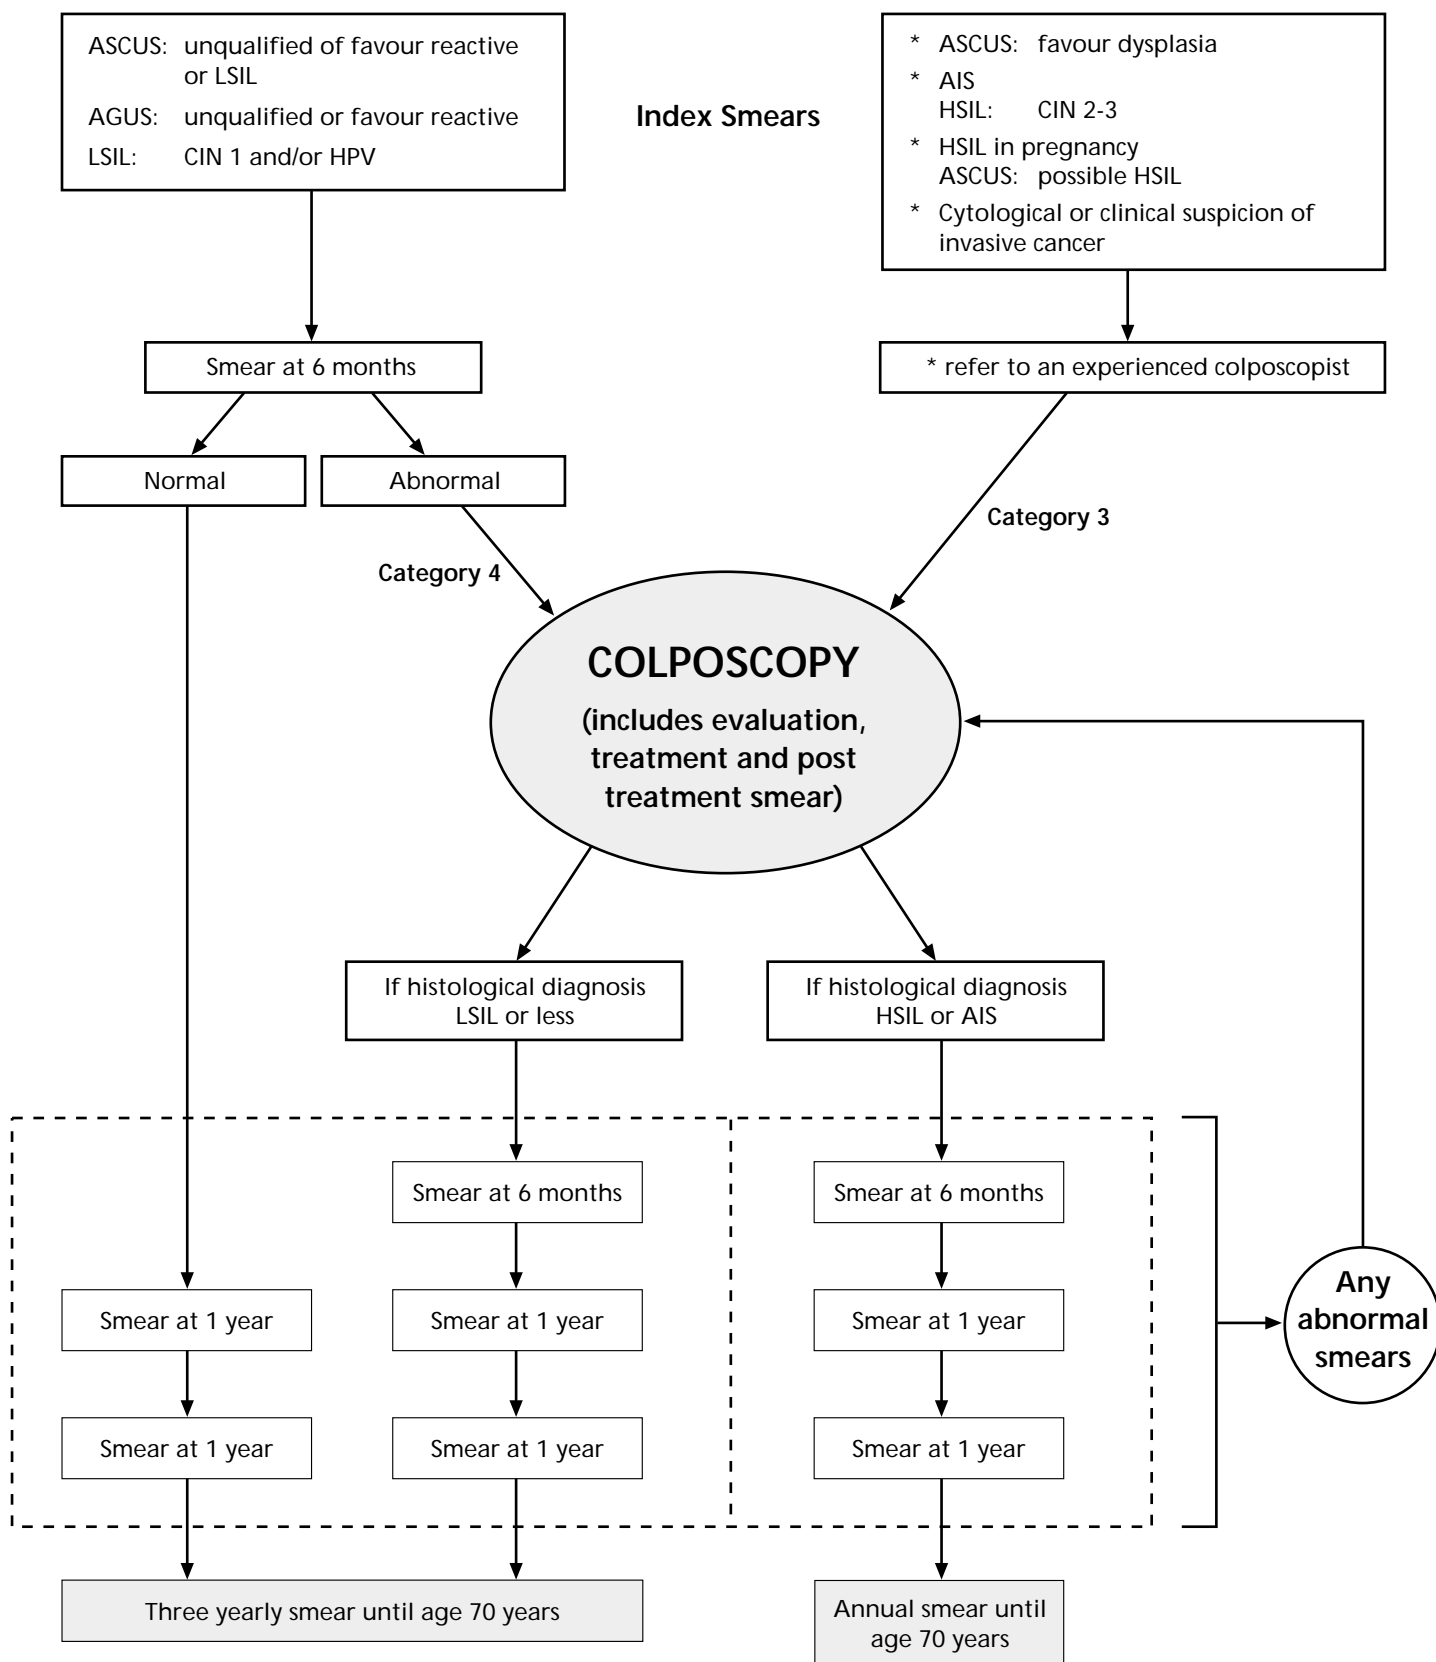 ASCUS: unqualified of favour reactive
or LSIL
AGUS: unqualified or favour reactive
LSIL: CIN 1 and/or HPV
Index Smears
* ASCUS: favour dysplasia
* AIS
HSIL: CIN 2-3
* HSIL in pregnancy
ASCUS: possible HSIL
* Cytological or clinical suspicion of
invasive cancer
Smear at 6 months
* refer to an experienced colposcopist
Normal
Abnormal
Category 4
Category 3
COLPOSCOPY
(includes evaluation,
treatment and post
treatment smear)
If histological diagnosis
LSIL or less
If histological diagnosis
HSIL or AIS
Smear at 6 months
Smear at 6 months
Smear at 1 year
Smear at 1 year
Smear at 1 year
Any
abnormal
smears
Smear at 1 year
Smear at 1 year
Smear at 1 year
Three yearly smear until age 70 years
Annual smear until
age 70 years